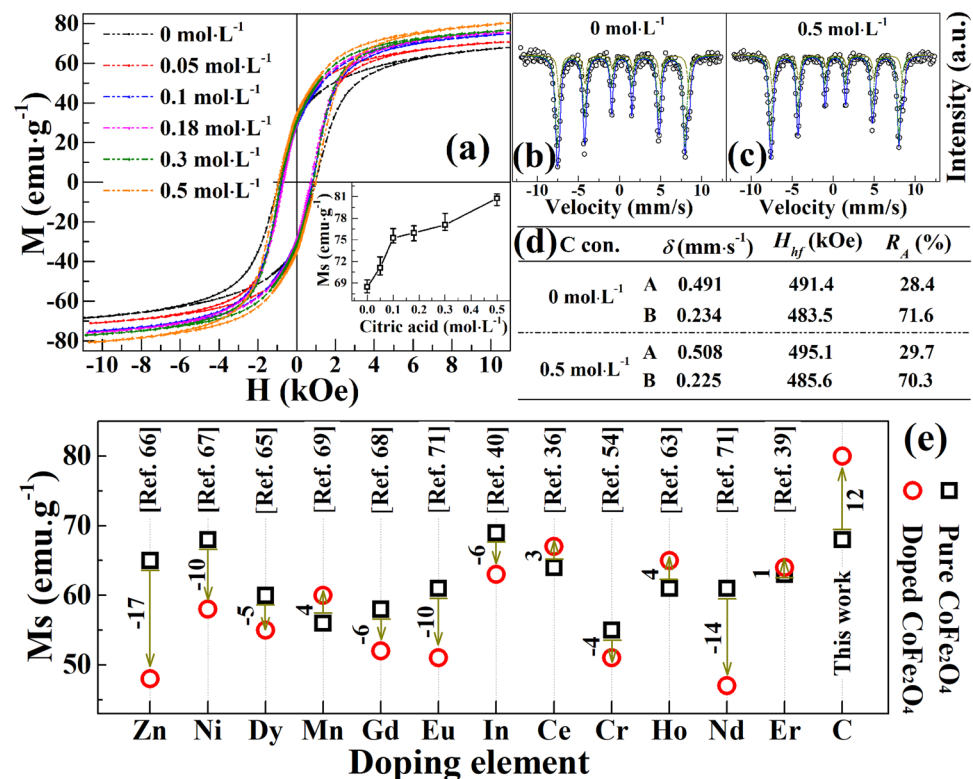 M (emu·g⁻¹)
80
60
40
20
0
-20
-40
-60
-80
0 mol·L⁻¹
0.05 mol·L⁻¹
0.1 mol·L⁻¹
0.18 mol·L⁻¹
0.3 mol·L⁻¹
0.5 mol·L⁻¹
(a)
Ms (emu·g⁻¹)
81
78
75
72
69
0.0 0.1 0.2 0.3 0.4 0.5
Citric acid (mol·L⁻¹)
-10 -8 -6 -4 -2 0 2 4 6 8 10
H (kOe)
0 mol·L⁻¹
(b)
-10 -5 0 5 10
Velocity (mm/s)
0.5 mol·L⁻¹
(c)
-10 -5 0 5 10
Velocity (mm/s)
Intensity (a.u.)
(d) C con. δ (mm·s⁻¹) H_hf (kOe) R_A (%)
0 mol·L⁻¹ A 0.491 491.4 28.4
B 0.234 483.5 71.6
0.5 mol·L⁻¹ A 0.508 495.1 29.7
B 0.225 485.6 70.3
Ms (emu.g⁻¹)
80
70
60
50
[Ref. 66] [Ref. 67] [Ref. 65] [Ref. 69] [Ref. 68] [Ref. 71] [Ref. 40] [Ref. 36] [Ref. 54] [Ref. 63] [Ref. 71] [Ref. 39]
-17 -10 -5 4 -6 -10 -6 3 -4 4 -14 1 12
This work
Zn Ni Dy Mn Gd Eu In Ce Cr Ho Nd Er C
Doping element
(e)
Pure CoFe₂O₄
Doped CoFe₂O₄